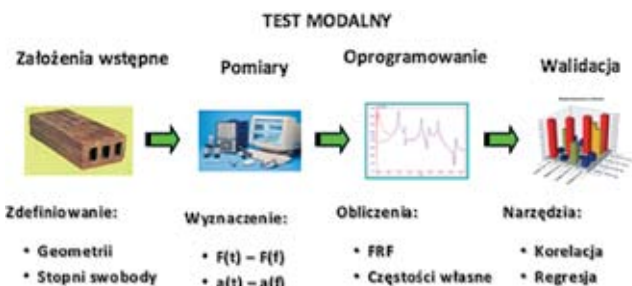 TEST MODALNY
Założenia wstępne
Pomiary
Oprogramowanie
Walidacja
Zdefiniowanie:
• Geometrii
• Stopni swobody
Wyznaczenie:
• F(t) – F(f)
• a(t) – a(f)
Obliczenia:
• FRF
• Częstości własne
Narzędzia:
• Korelacja
• Regresja